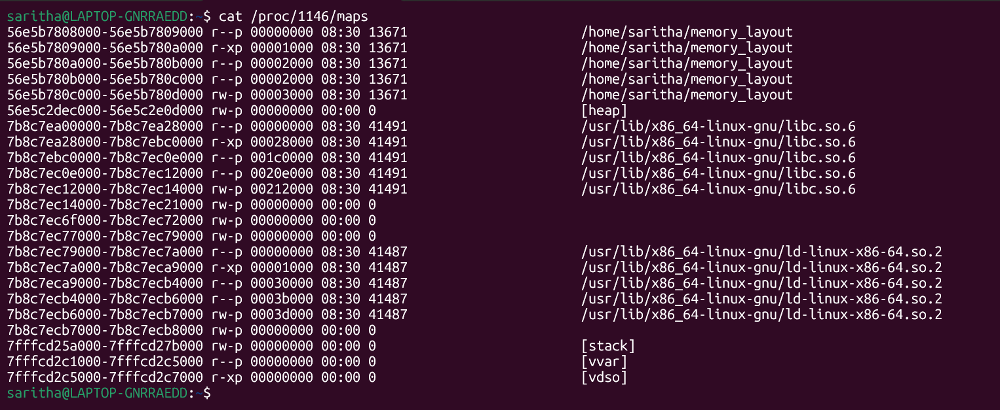 saritha@LAPTOP-GNRRAEDD:~$ cat /proc/1146/maps
56e5b7808000-56e5b7809000 r--p 00000000 08:30 13671 /home/saritha/memory_layout
56e5b7809000-56e5b780a000 r-xp 00001000 08:30 13671 /home/saritha/memory_layout
56e5b780a000-56e5b780b000 r--p 00002000 08:30 13671 /home/saritha/memory_layout
56e5b780b000-56e5b780c000 r--p 00002000 08:30 13671 /home/saritha/memory_layout
56e5b780c000-56e5b780d000 rw-p 00003000 08:30 13671 /home/saritha/memory_layout
56e5c2dec000-56e5c2e0d000 rw-p 00000000 00:00 0 [heap]
7b8c7ea00000-7b8c7ea28000 r--p 00000000 08:30 41491 /usr/lib/x86_64-linux-gnu/libc.so.6
7b8c7ea28000-7b8c7ebc0000 r-xp 00028000 08:30 41491 /usr/lib/x86_64-linux-gnu/libc.so.6
7b8c7ebc0000-7b8c7ec0e000 r--p 001c0000 08:30 41491 /usr/lib/x86_64-linux-gnu/libc.so.6
7b8c7ec0e000-7b8c7ec12000 r--p 0020e000 08:30 41491 /usr/lib/x86_64-linux-gnu/libc.so.6
7b8c7ec12000-7b8c7ec14000 rw-p 00212000 08:30 41491 /usr/lib/x86_64-linux-gnu/libc.so.6
7b8c7ec14000-7b8c7ec21000 rw-p 00000000 00:00 0
7b8c7ec6f000-7b8c7ec72000 rw-p 00000000 00:00 0
7b8c7ec77000-7b8c7ec79000 rw-p 00000000 00:00 0
7b8c7ec79000-7b8c7ec7a000 r--p 00000000 08:30 41487 /usr/lib/x86_64-linux-gnu/ld-linux-x86-64.so.2
7b8c7ec7a000-7b8c7eca9000 r-xp 00001000 08:30 41487 /usr/lib/x86_64-linux-gnu/ld-linux-x86-64.so.2
7b8c7eca9000-7b8c7ecb4000 r--p 00030000 08:30 41487 /usr/lib/x86_64-linux-gnu/ld-linux-x86-64.so.2
7b8c7ecb4000-7b8c7ecb6000 r--p 0003b000 08:30 41487 /usr/lib/x86_64-linux-gnu/ld-linux-x86-64.so.2
7b8c7ecb6000-7b8c7ecb7000 rw-p 0003d000 08:30 41487 /usr/lib/x86_64-linux-gnu/ld-linux-x86-64.so.2
7b8c7ecb7000-7b8c7ecb8000 rw-p 00000000 00:00 0
7fffcd25a000-7fffcd27b000 rw-p 00000000 00:00 0 [stack]
7fffcd2c1000-7fffcd2c5000 r--p 00000000 00:00 0 [vvar]
7fffcd2c5000-7fffcd2c7000 r-xp 00000000 00:00 0 [vdso]
saritha@LAPTOP-GNRRAEDD:~$